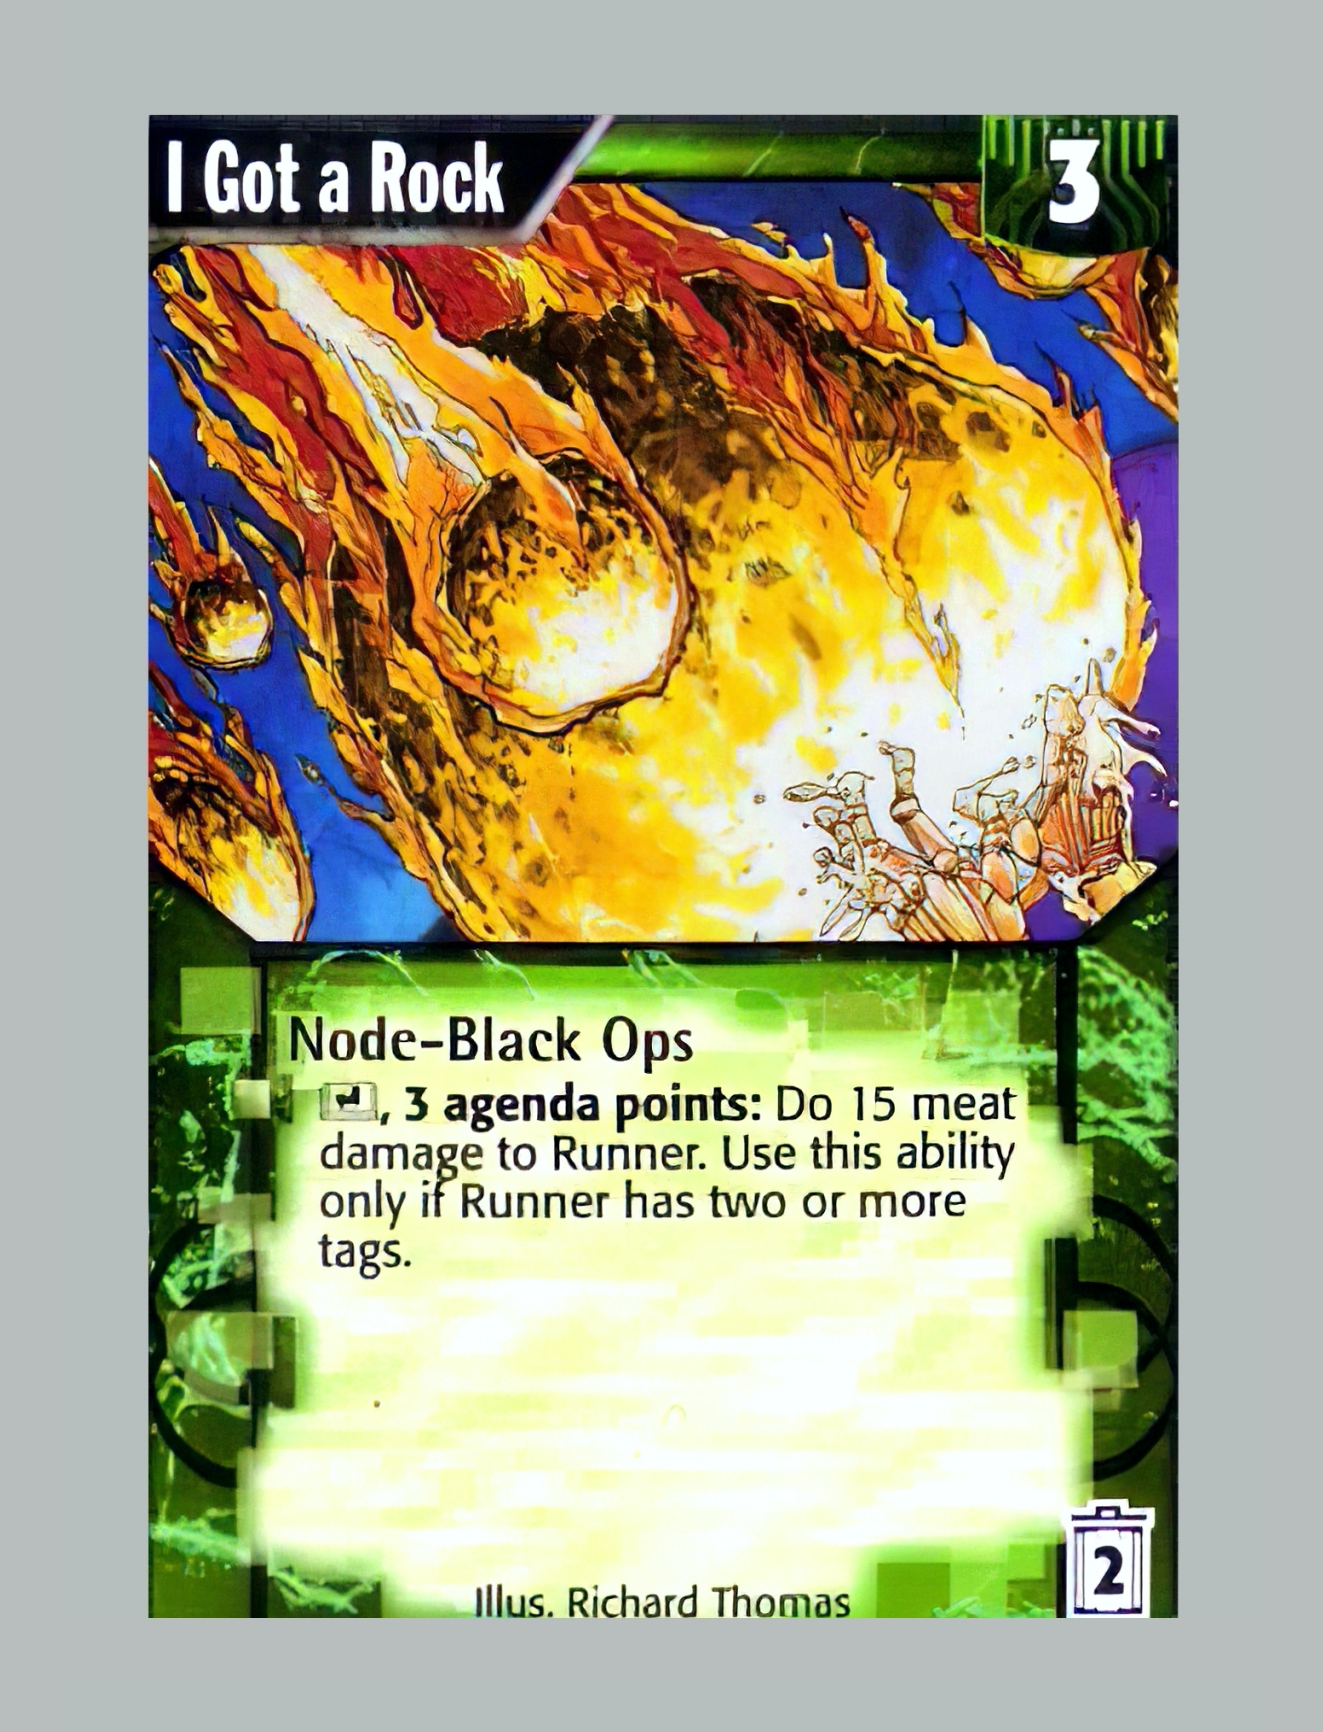 I Got a Rock
3
Node-Black Ops
, 3 agenda points: Do 15 meat
damage to Runner. Use this ability
only if Runner has two or more
tags.
2
Illus. Richard Thomas